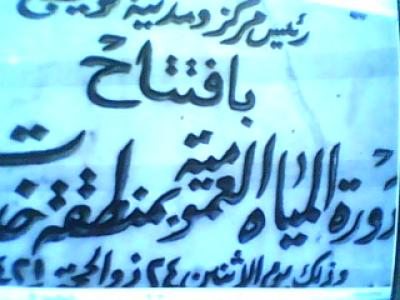 رئيس مركز ومدينة
بافتتاح
دورة المياه العمومية بمنطقة
وذلك يوم الاثنين ٢٤ ذو الحجة